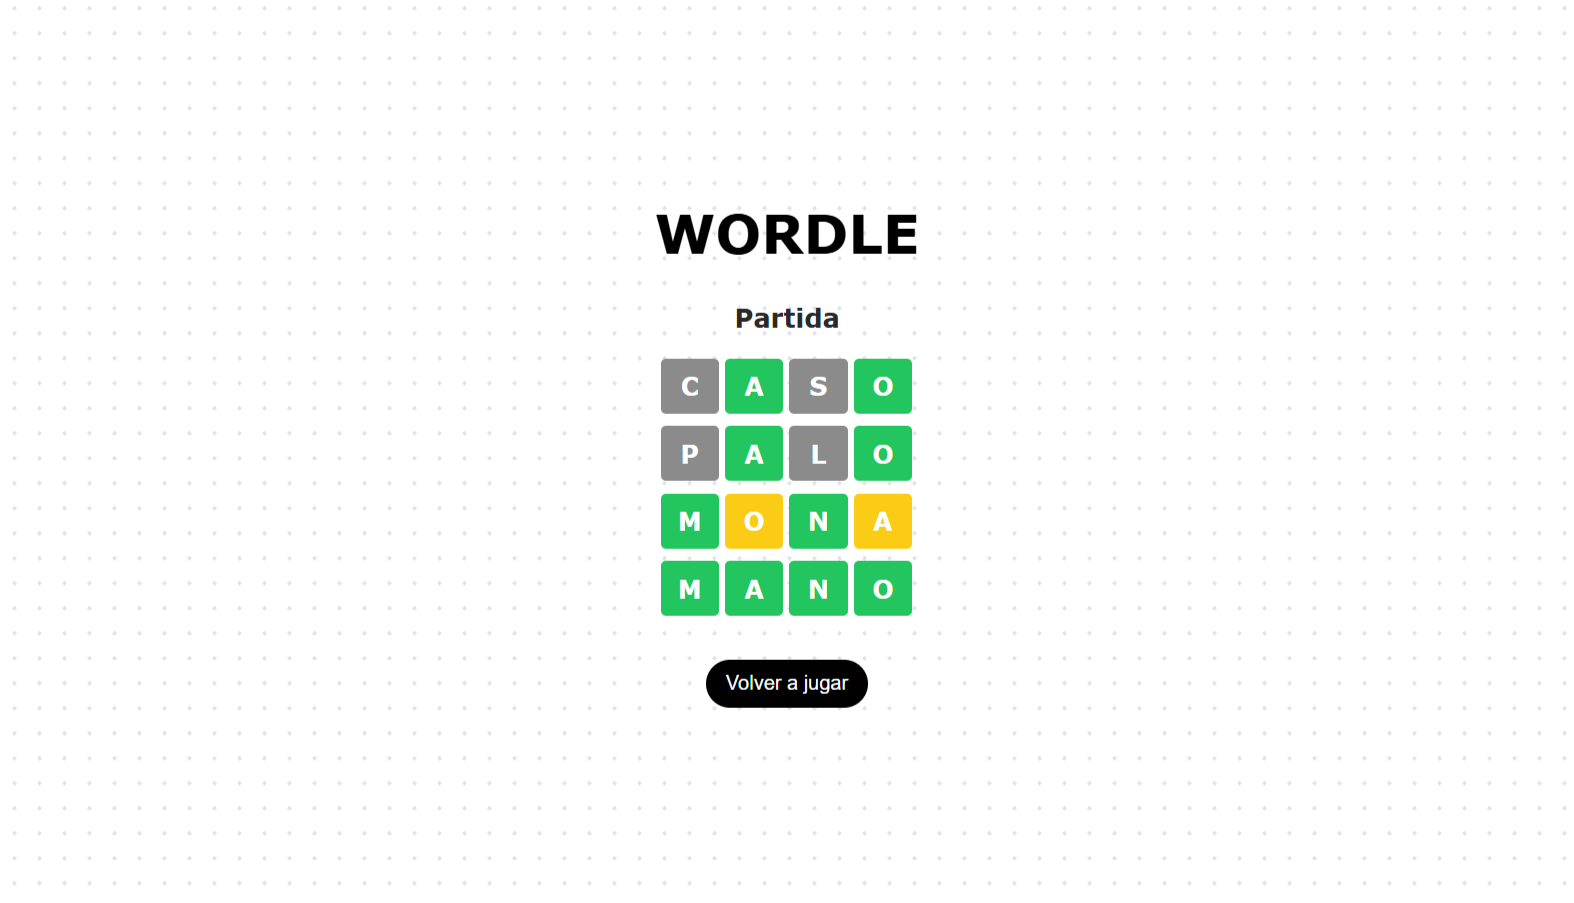 WORDLE
Partida
C A S O
P A L O
M O N A
M A N O
Volver a jugar